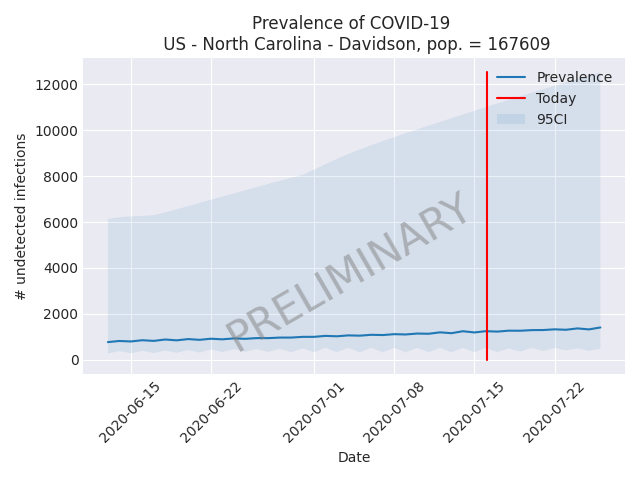 Prevalence of COVID-19
US - North Carolina - Davidson, pop. = 167609
12000
10000
8000
6000
4000
2000
0
# undetected infections
Prevalence
Today
95CI
PRELIMINARY
2020-06-15
2020-06-22
2020-07-01
2020-07-08
2020-07-15
2020-07-22
Date